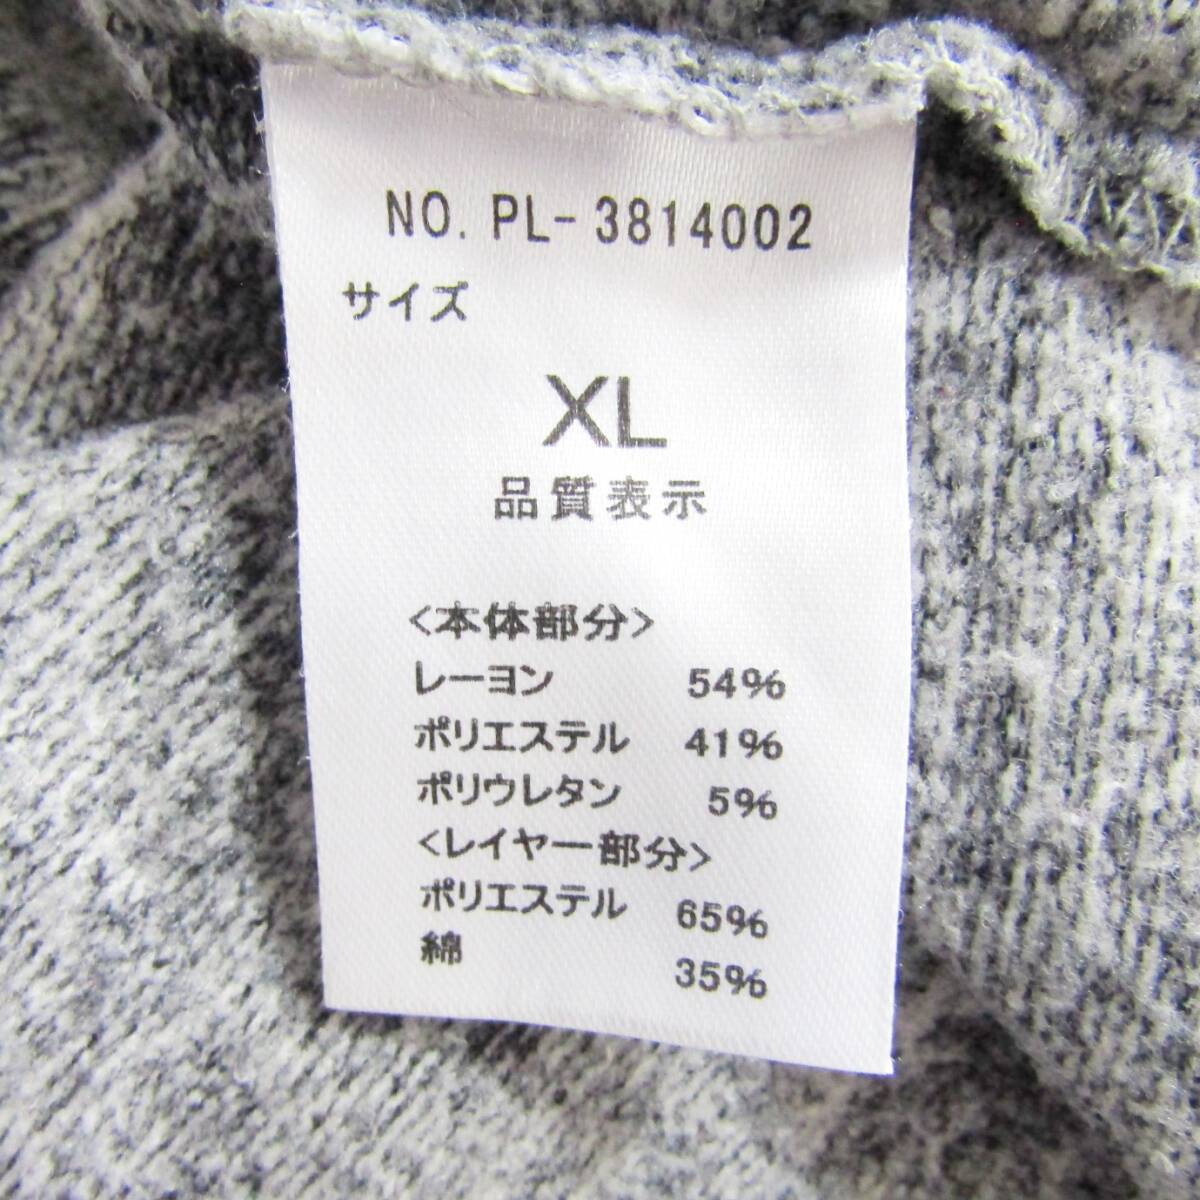 NO. PL-3814002
サイズ
XL
品質表示
<本体部分>
レーヨン 54%
ポリエステル 41%
ポリウレタン 5%
<レイヤー部分>
ポリエステル 65%
綿 35%